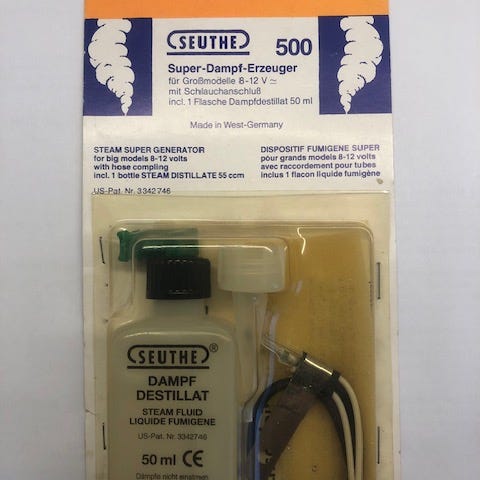 SEUTHE 500
Super-Dampf-Erzeuger
für Großmodelle 8-12 V ≃
mit Schlauchanschluß
incl. 1 Flasche Dampfdestillat 50 ml
Made in West-Germany
STEAM SUPER GENERATOR
for big models 8-12 volts
with hose compling
incl. 1 bottle STEAM DISTILLATE 55 ccm
US-Pat. Nr. 3342746
DISPOSITIF FUMIGENE SUPER
pour grands modèles 8-12 volts
avec raccordement pour tubes
inclus 1 flacon liquide fumigène
SEUTHE®
DAMPF
DESTILLAT
STEAM FLUID
LIQUIDE FUMIGENE
US-Pat. Nr. 3342746
50 ml CE
Dämpfe nicht einatmen